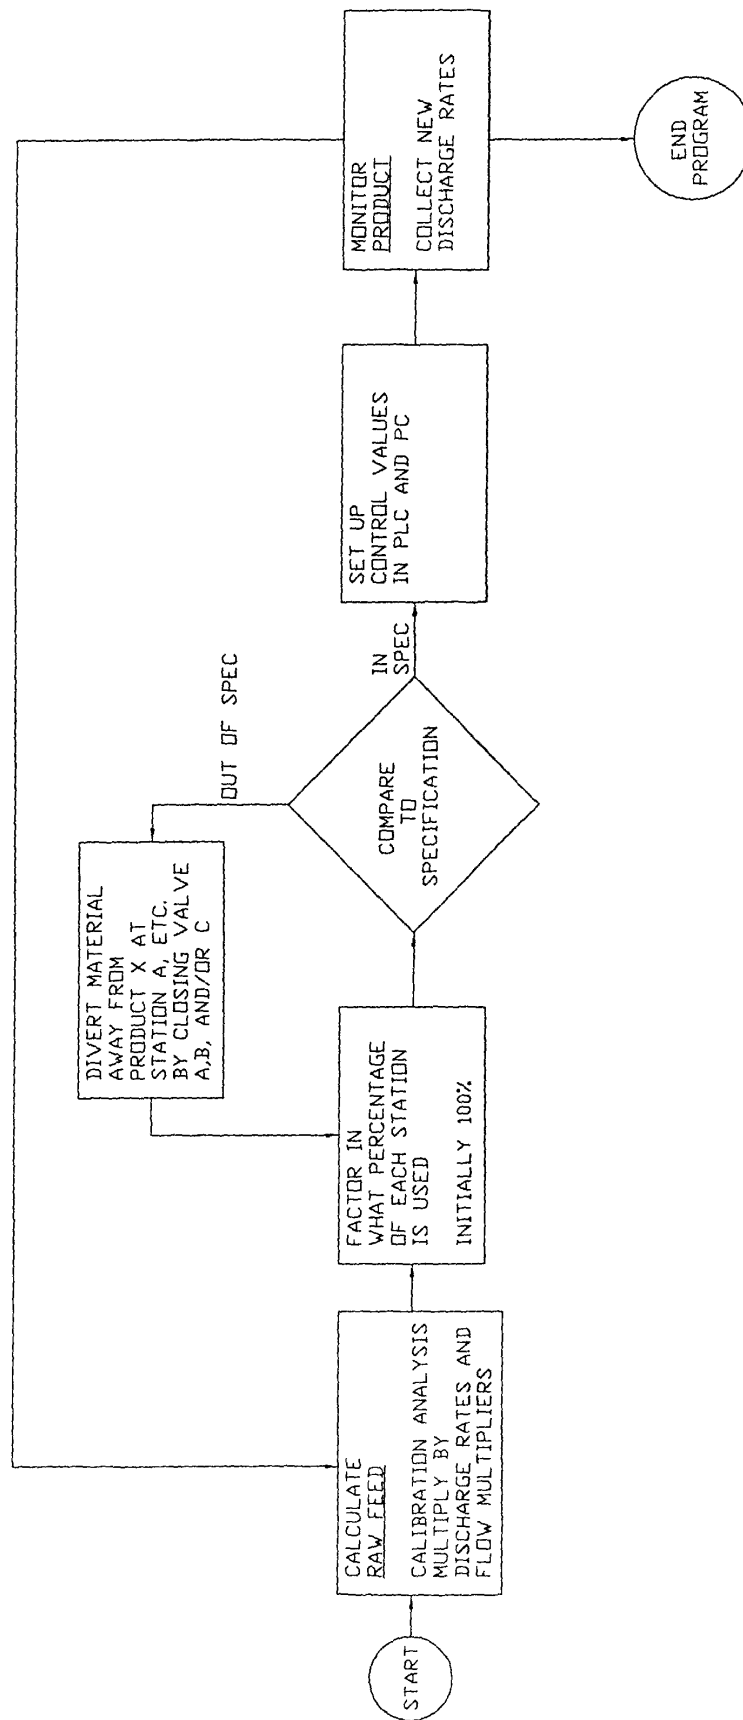 START
CALCULATE
RAW FEED
CALIBRATION ANALYSIS
MULTIPLY BY
DISCHARGE RATES AND
FLOW MULTIPLIERS
FACTOR IN
WHAT PERCENTAGE
OF EACH STATION
IS USED
INITIALLY 100%
DIVERT MATERIAL
AWAY FROM
PRODUCT X AT
STATION A, ETC.
BY CLOSING VALVE
A,B, AND/OR C
COMPARE
TO
SPECIFICATION
OUT OF SPEC
IN
SPEC
SET UP
CONTROL VALUES
IN PLC AND PC
MONITOR
PRODUCT
COLLECT NEW
DISCHARGE RATES
END
PROGRAM